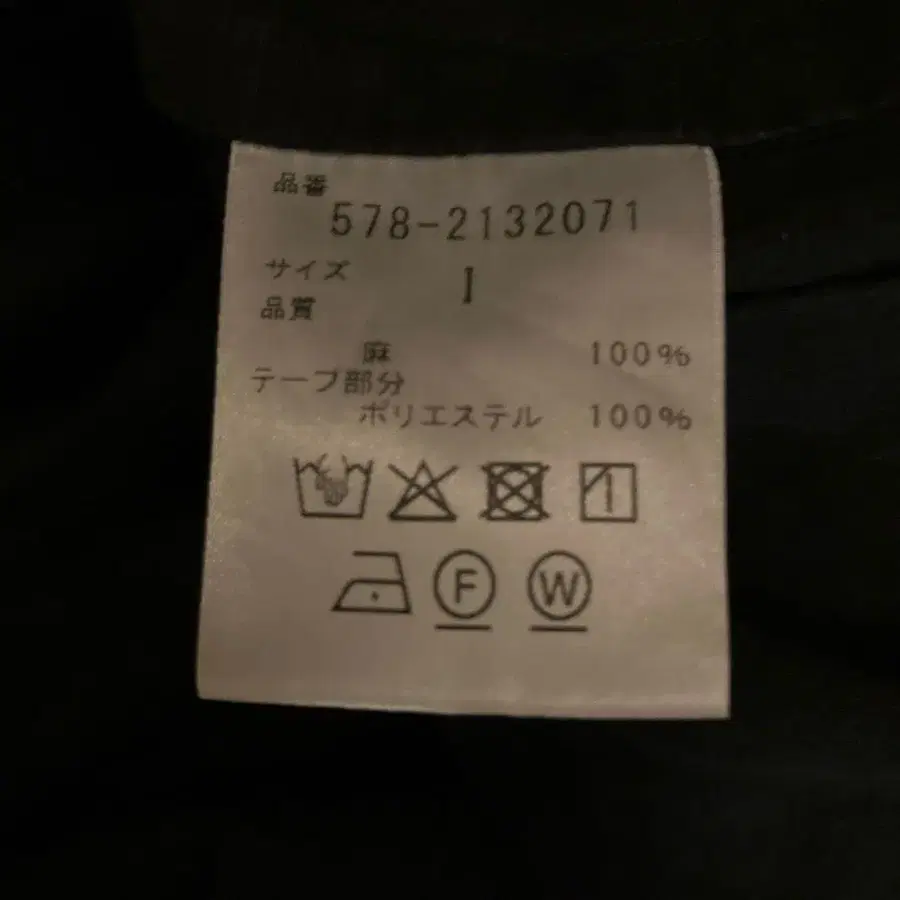 品番
578-2132071
サイズ I
品質
麻 100%
テープ部分
ポリエステル 100%
F W